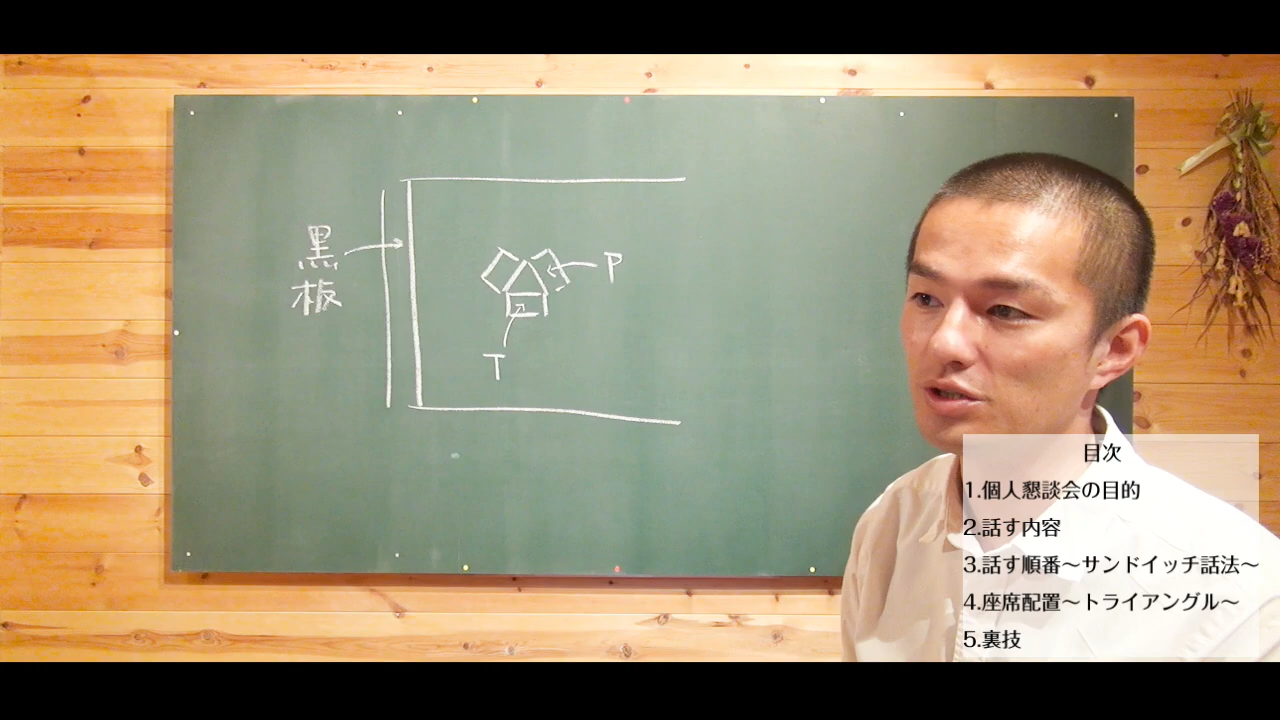 黒
板
P
T
目次
1.個人懇談会の目的
2.話す内容
3.話す順番～サンドイッチ話法～
4.座席配置～トライアングル～
5.裏技